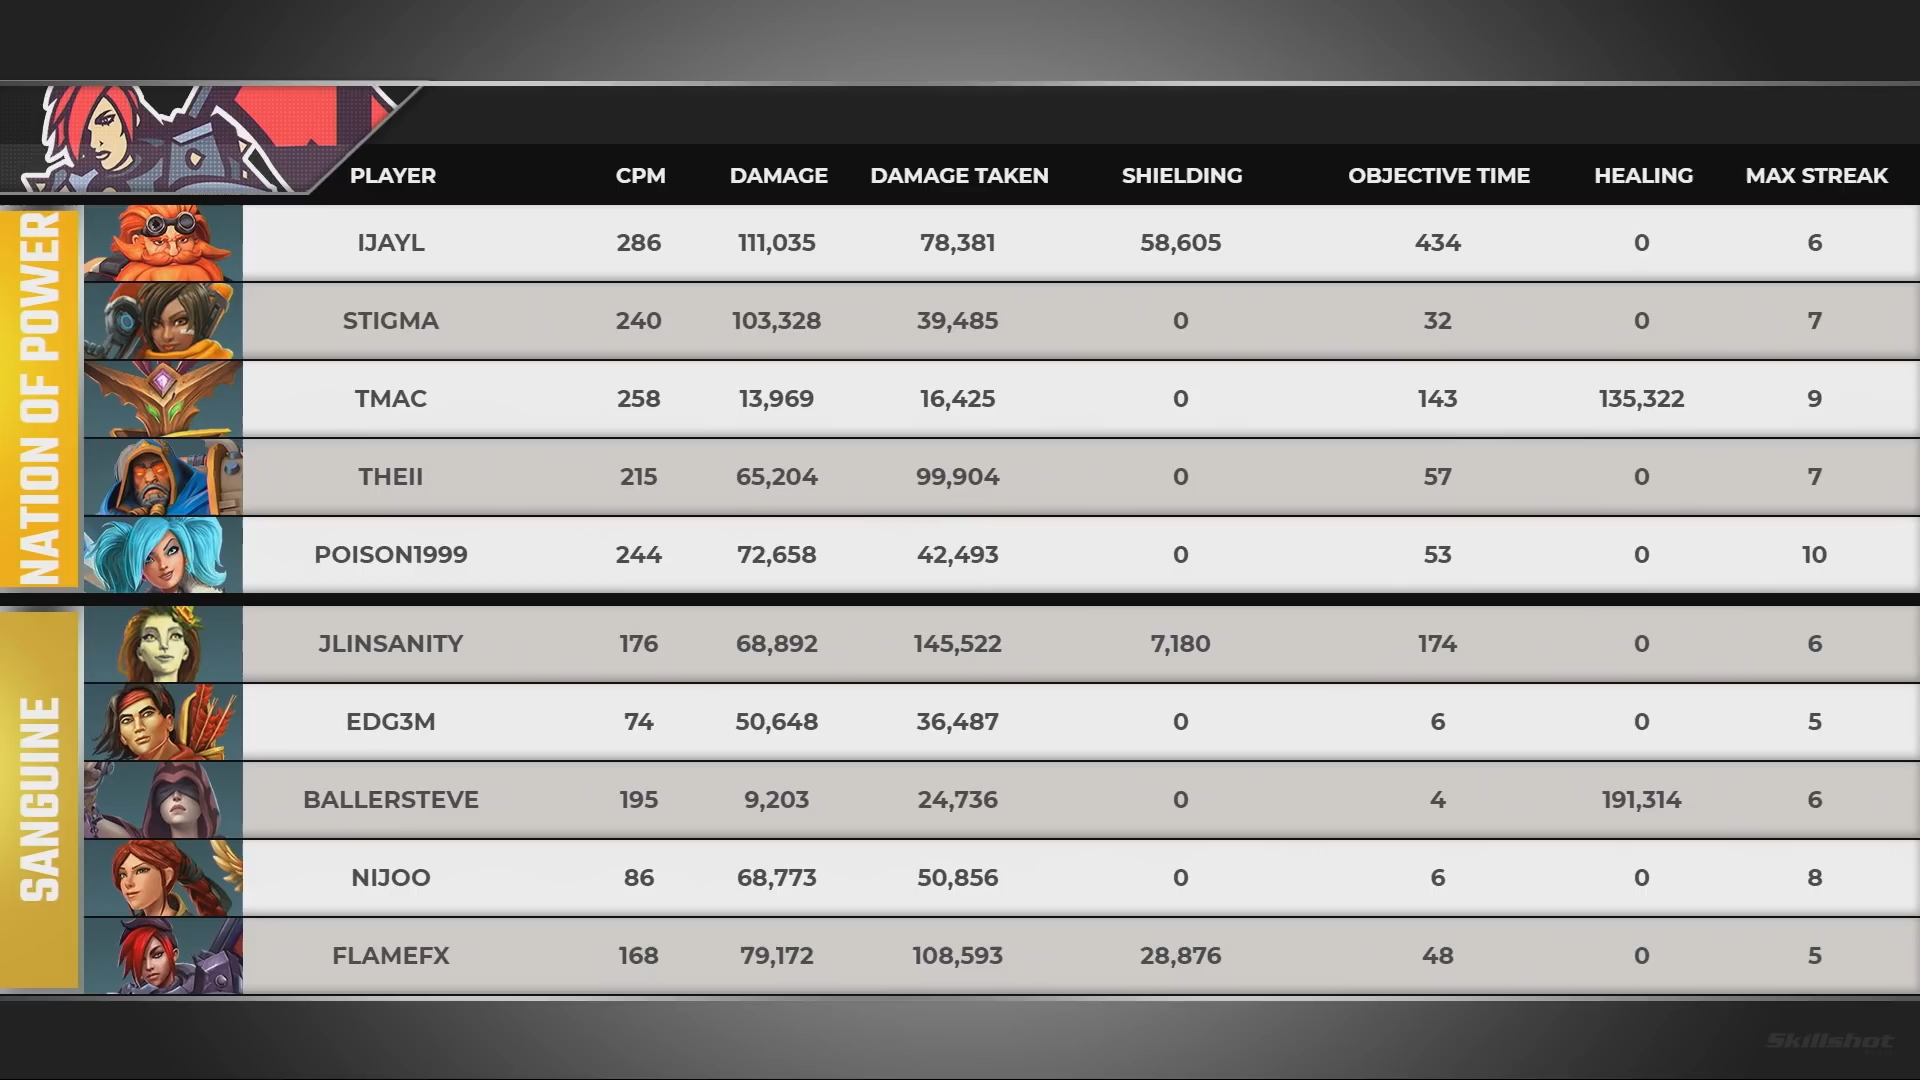 PLAYER CPM DAMAGE DAMAGE TAKEN SHIELDING OBJECTIVE TIME HEALING MAX STREAK
NATION OF POWER
IJAYL 286 111,035 78,381 58,605 434 0 6
STIGMA 240 103,328 39,485 0 32 0 7
TMAC 258 13,969 16,425 0 143 135,322 9
THEII 215 65,204 99,904 0 57 0 7
POISON1999 244 72,658 42,493 0 53 0 10
SANGUINE
JLINSANITY 176 68,892 145,522 7,180 174 0 6
EDG3M 74 50,648 36,487 0 6 0 5
BALLERSTEVE 195 9,203 24,736 0 4 191,314 6
NIJOO 86 68,773 50,856 0 6 0 8
FLAMEFX 168 79,172 108,593 28,876 48 0 5
Skillshot